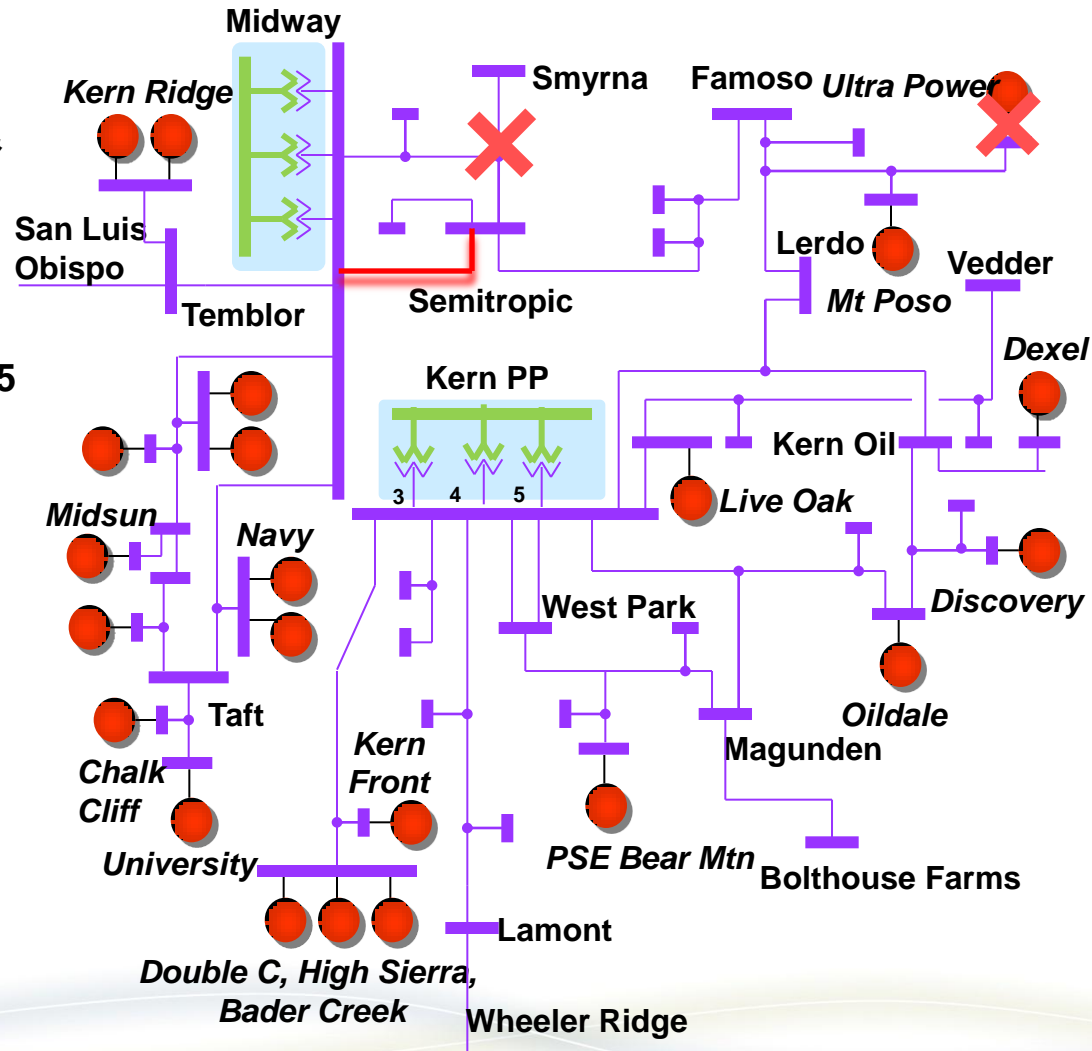 Midway
Smyrna
Famoso
Ultra Power
Kern Ridge
San Luis
Obispo
Lerdo
Vedder
Semitropic
Mt Poso
Temblor
Dexel
5
Kern PP
Kern Oil
3
4
5
Live Oak
Midsun
Navy
West Park
Discovery
Taft
Oildale
Magunden
Kern
Front
Chalk
Cliff
University
PSE Bear Mtn
Bolthouse Farms
Lamont
Double C, High Sierra,
Bader Creek
Wheeler Ridge